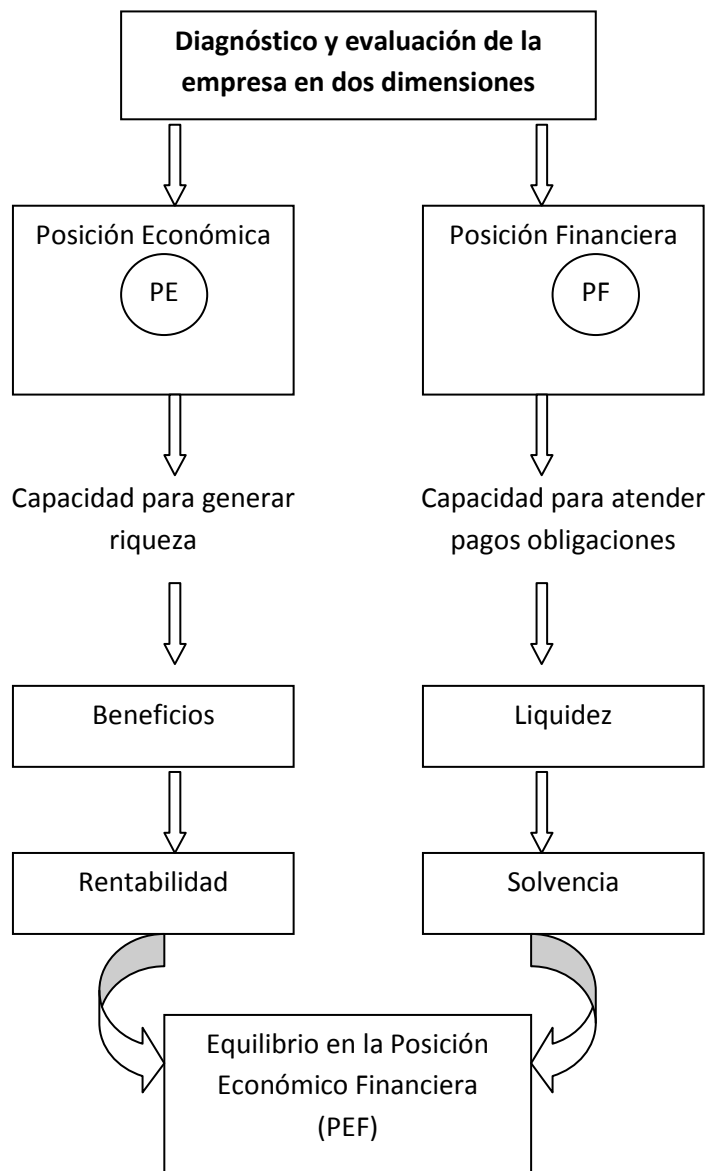 Diagnóstico y evaluación de la
empresa en dos dimensiones
Posición Económica
PE
Posición Financiera
PF
Capacidad para generar
riqueza
Capacidad para atender
pagos obligaciones
Beneficios
Liquidez
Rentabilidad
Solvencia
Equilibrio en la Posición
Económico Financiera
(PEF)